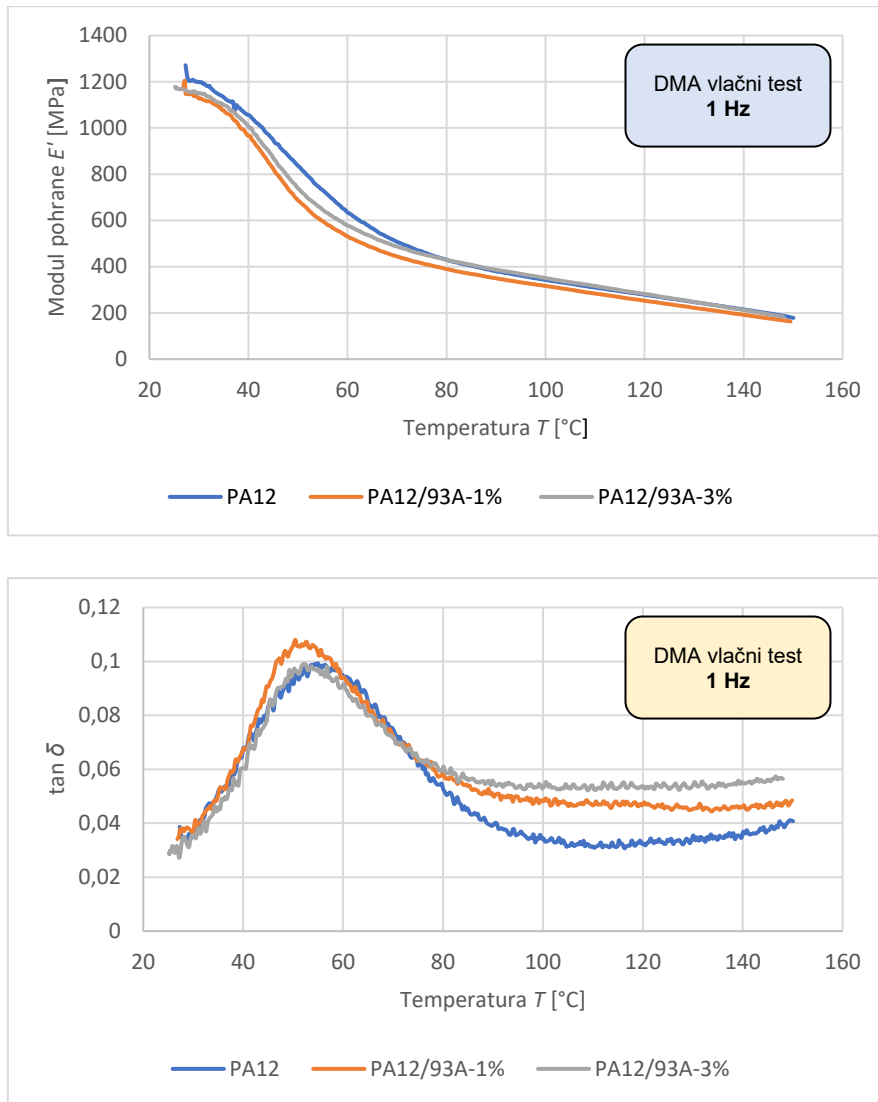 1400
1200
1000
800
600
400
200
0
Modul pohrane E′ [MPa]
DMA vlačni test
1 Hz
20 40 60 80 100 120 140 160
Temperatura T [°C]
PA12 PA12/93A-1% PA12/93A-3%
0,12
0,1
0,08
0,06
0,04
0,02
0
tan δ
DMA vlačni test
1 Hz
20 40 60 80 100 120 140 160
Temperatura T [°C]
PA12 PA12/93A-1% PA12/93A-3%